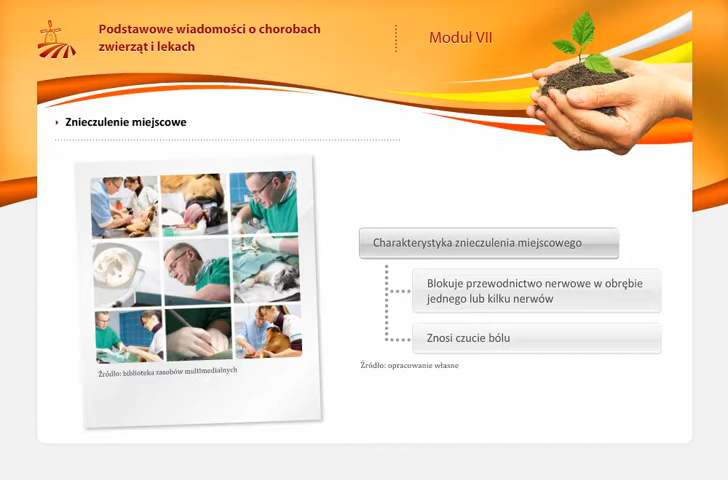 Podstawowe wiadomości o chorobach
zwierząt i lekach
Moduł VII
Znieczulenie miejscowe
Charakterystyka znieczulenia miejscowego
Blokuje przewodnictwo nerwowe w obrębie
jednego lub kilku nerwów
Znosi czucie bólu
Źródło: opracowanie własne
Źródło: biblioteka zasobów multimedialnych